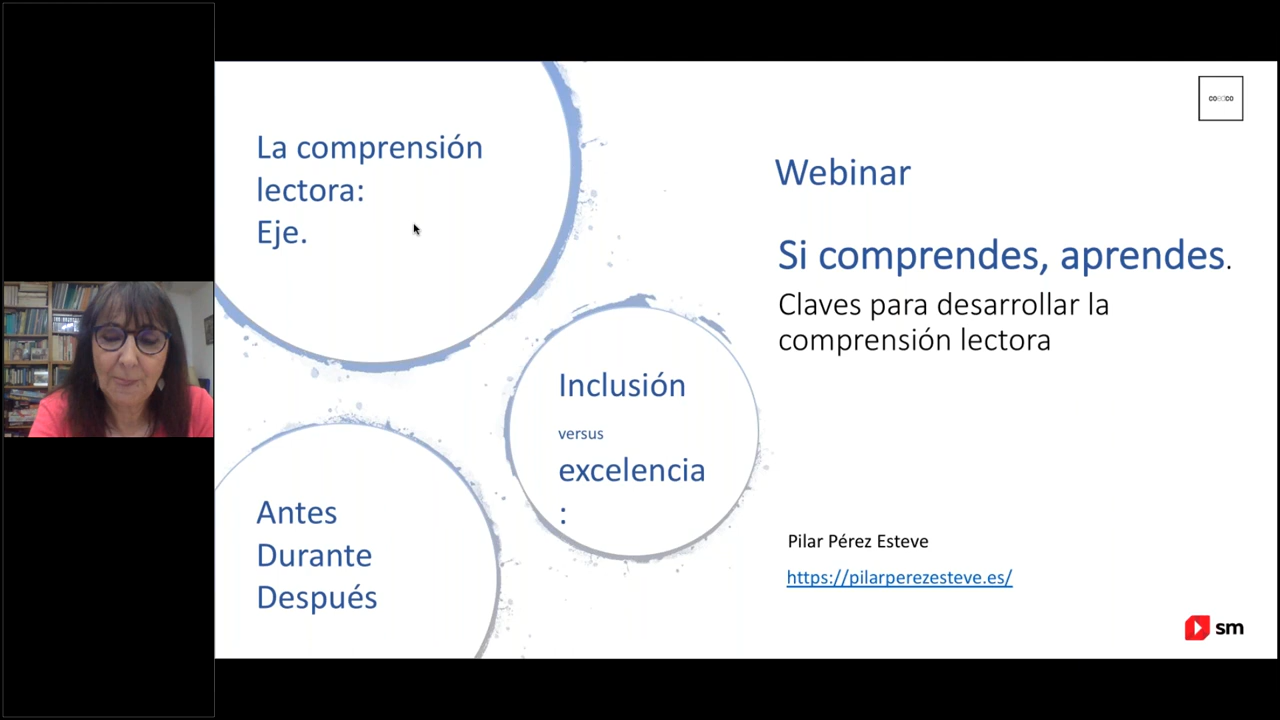 La comprensión
lectora:
Eje.
Inclusión
versus
excelencia
:
Antes
Durante
Después
coedco
Webinar
Si comprendes, aprendes.
Claves para desarrollar la
comprensión lectora
Pilar Pérez Esteve
https://pilarperezesteve.es/
sm